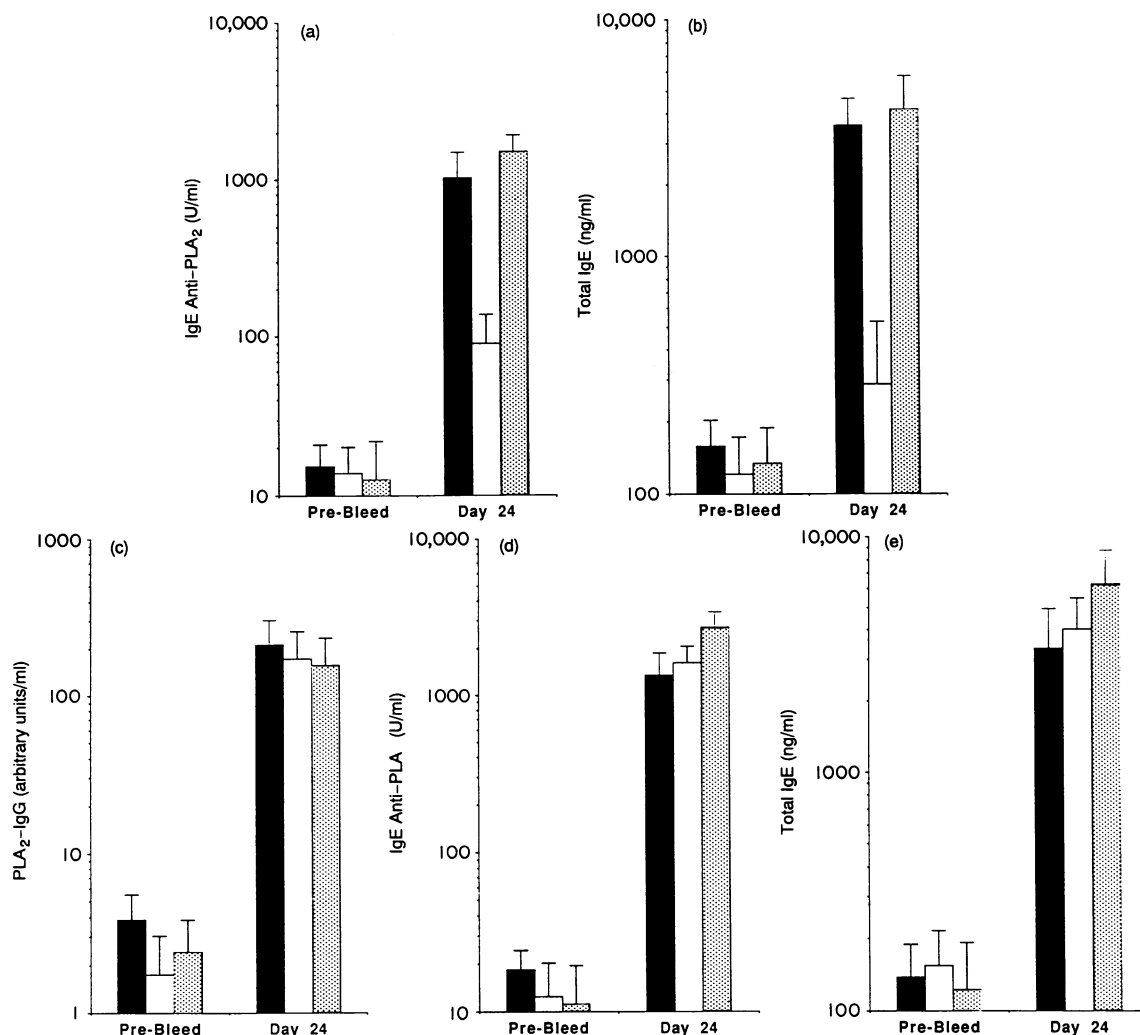 (a)
10,000
1000
100
10
IgE Anti–PLA₂ (U/ml)
Pre-Bleed
Day 24
(b)
10,000
1000
100
Total IgE (ng/ml)
Pre-Bleed
Day 24
(c)
1000
100
10
1
PLA₂–IgG (arbitrary units/ml)
Pre-Bleed
Day 24
(d)
10,000
1000
100
10
IgE Anti–PLA (U/ml)
Pre-Bleed
Day 24
(e)
10,000
1000
100
Total IgE (ng/ml)
Pre-Bleed
Day 24